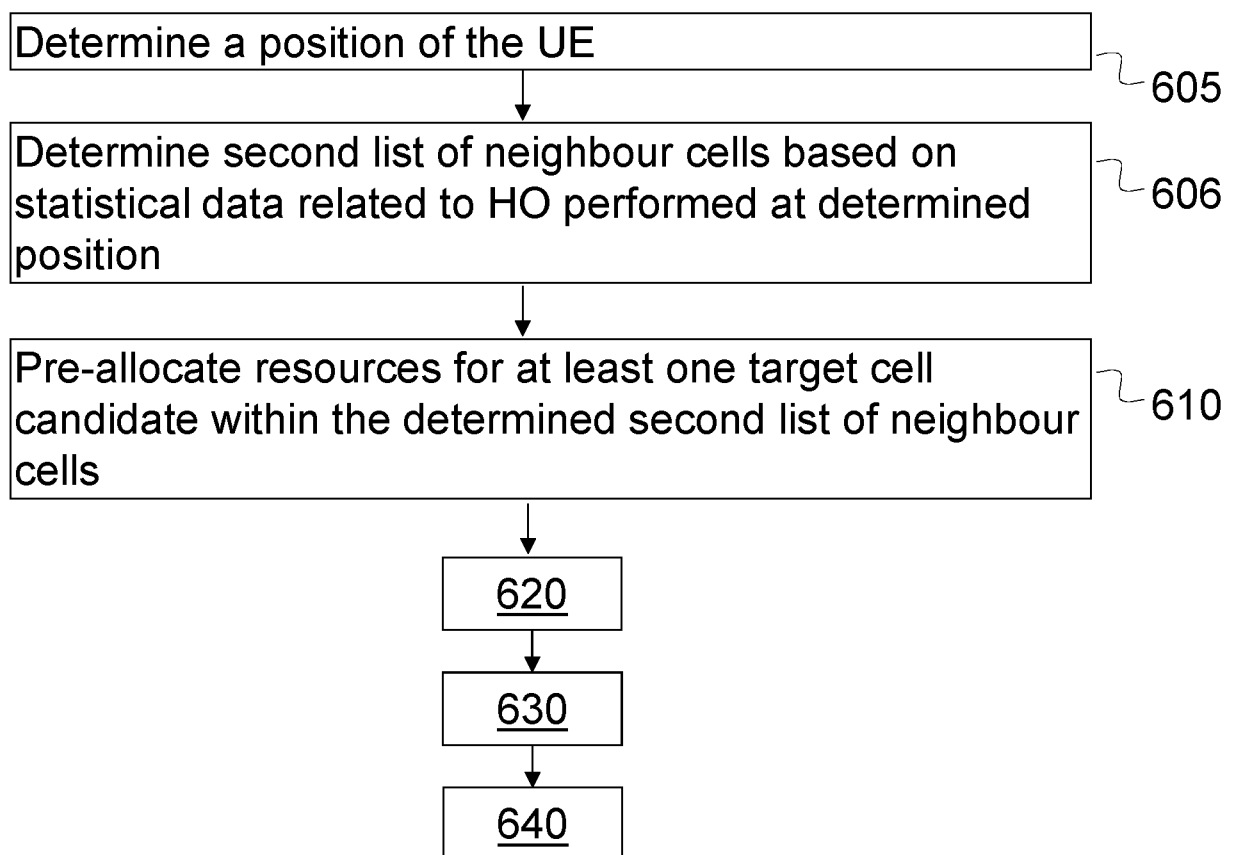 Determine a position of the UE
605
Determine second list of neighbour cells based on
statistical data related to HO performed at determined
position
606
Pre-allocate resources for at least one target cell
candidate within the determined second list of neighbour
cells
610
620
630
640